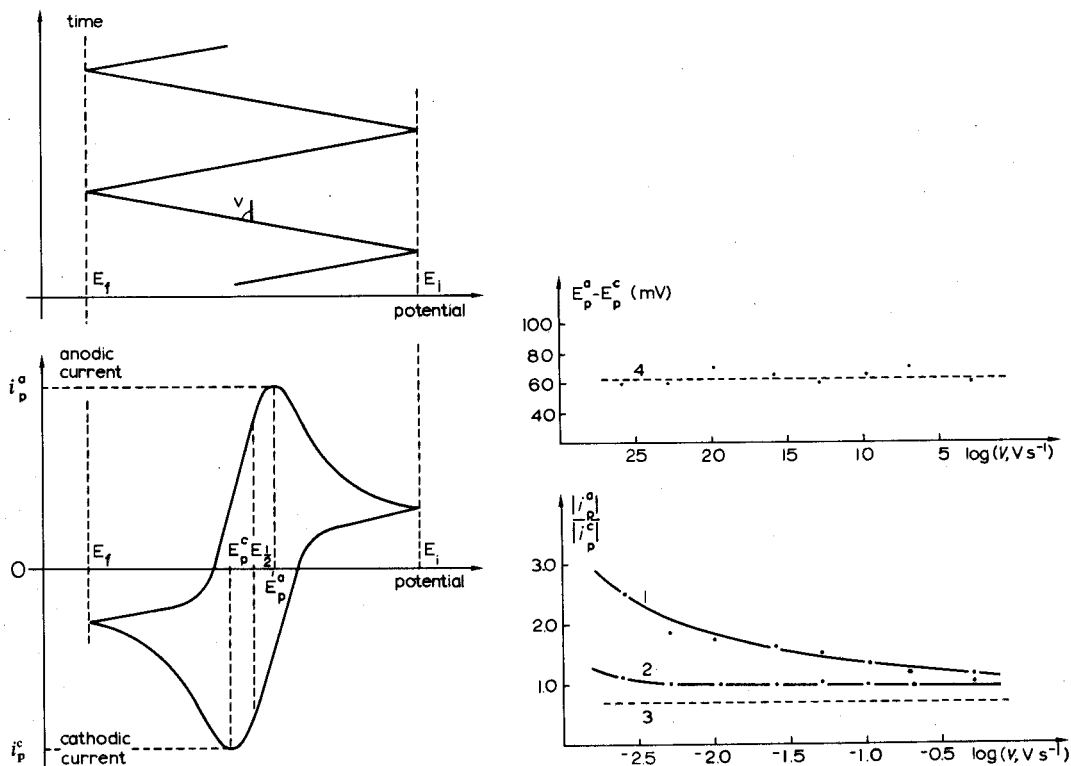 time
v
E_f
E_i
potential
anodic
current
i_p^a
E_f
E_p^c
E_½
E_p^a
E_i
0
potential
i_p^c
cathodic
current
E_p^a-E_p^c (mV)
100
80
60
40
4
25
20
15
10
5
log(V,Vs⁻¹)
|i_p^a|
|i_p^c|
3.0
2.0
1.0
1
2
3
-2.5
-2.0
-1.5
-1.0
-0.5
log(V,Vs⁻¹)